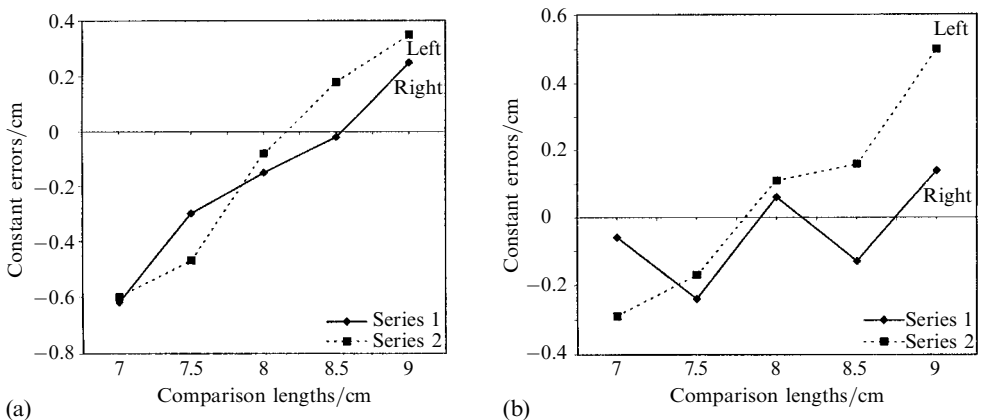 0.4
0.2
0
−0.2
−0.4
−0.6
−0.8
Constant errors/cm
Left
Right
Series 1
Series 2
7 7.5 8 8.5 9
Comparison lengths/cm
(a)
0.6
0.4
0.2
0
−0.2
−0.4
Constant errors/cm
Left
Right
Series 1
Series 2
7 7.5 8 8.5 9
Comparison lengths/cm
(b)